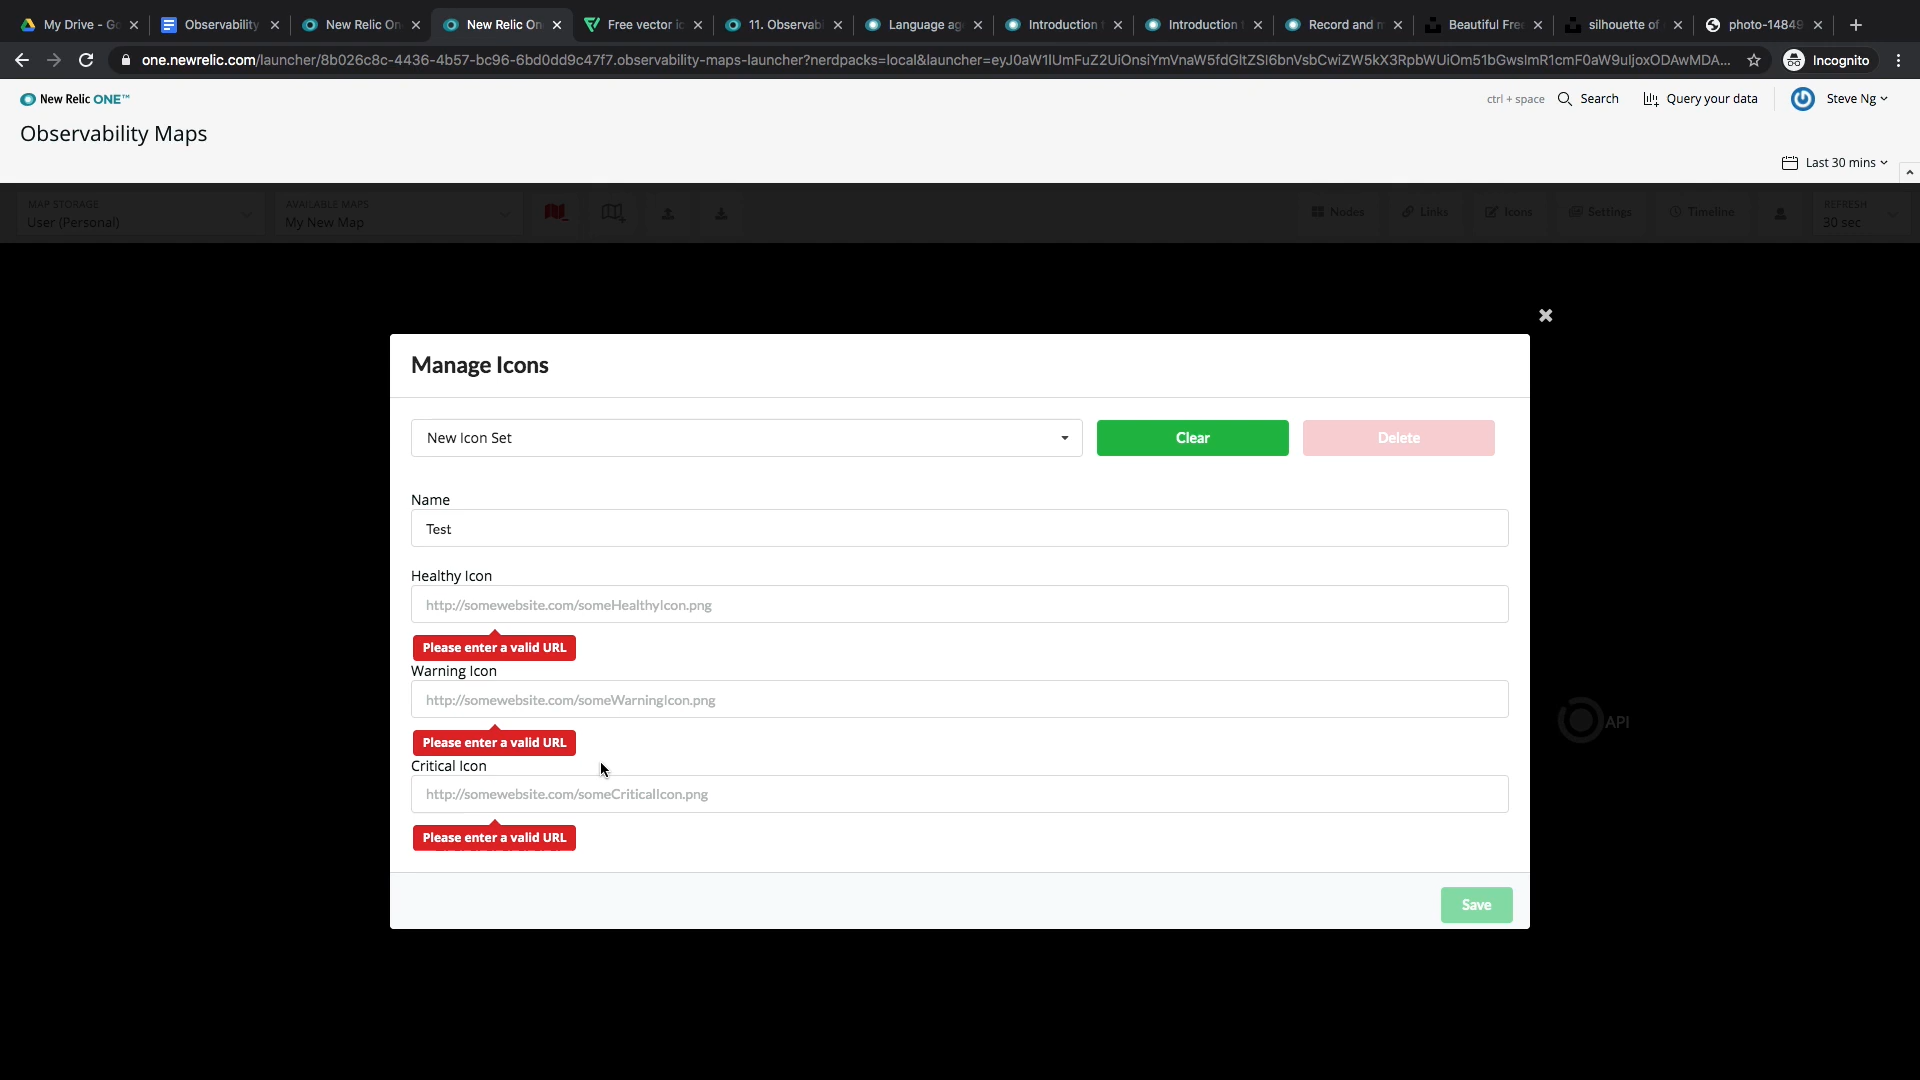 My Drive - G
Observability
New Relic On
New Relic On
Free vector ic
11. Observab
Language ag
Introduction
Introduction
Record and
Beautiful Fre
silhouette of
photo-14849
one.newrelic.com/launcher/8b026c8c-4436-4b57-bc96-6bd0dd9c47f7.observability-maps-launcher?nerdpacks=local&launcher=
Incognito
New Relic ONE™
ctrl + space
Search
Query your data
Steve Ng
Observability Maps
Last 30 mins
MAP STORAGE
User (Personal)
AVAILABLE MAPS
My New Map
Nodes
Links
Icons
Settings
Timeline
REFRESH
30 sec
Manage Icons
New Icon Set
Clear
Delete
Name
Test
Healthy Icon
http://somewebsite.com/someHealthyIcon.png
Please enter a valid URL
Warning Icon
http://somewebsite.com/someWarningIcon.png
Please enter a valid URL
API
Critical Icon
http://somewebsite.com/someCriticalIcon.png
Please enter a valid URL
Save